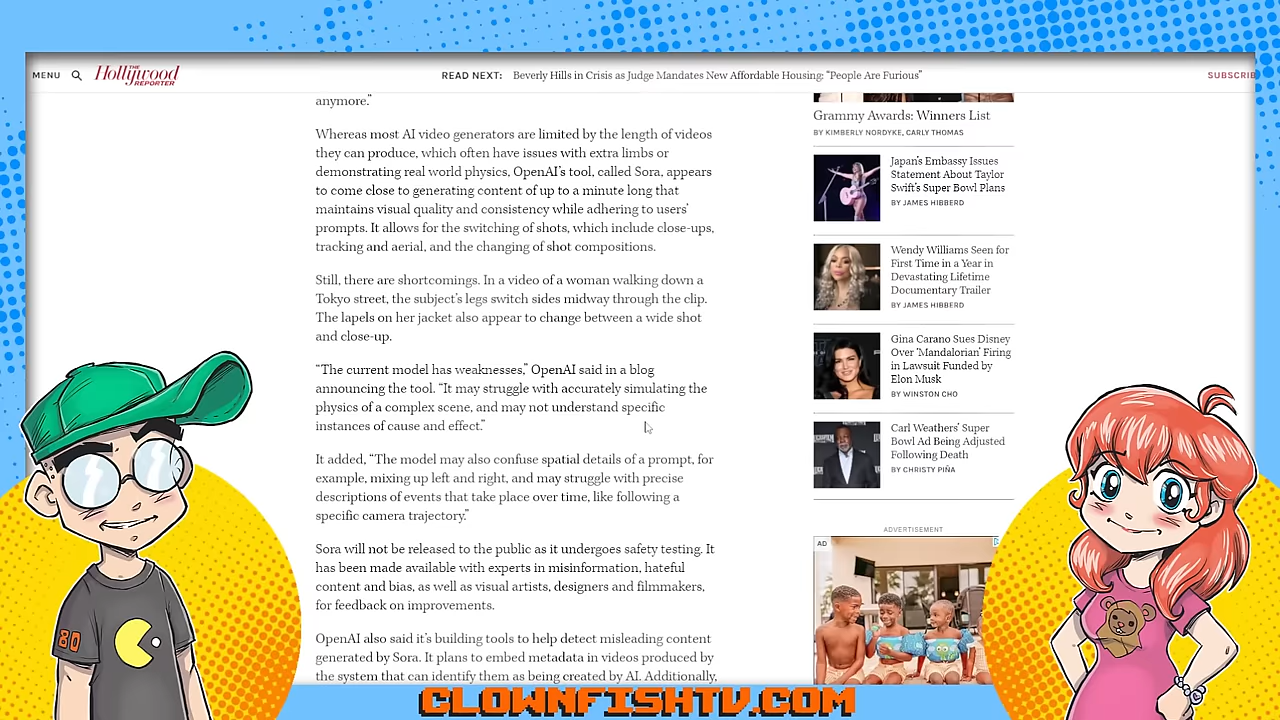 MENU
THE
Hollywood
REPORTER
READ NEXT: Beverly Hills in Crisis as Judge Mandates New Affordable Housing: “People Are Furious”
SUBSCRIB
anymore.”
Whereas most AI video generators are limited by the length of videos
they can produce, which often have issues with extra limbs or
demonstrating real world physics, OpenAI’s tool, called Sora, appears
to come close to generating content of up to a minute long that
maintains visual quality and consistency while adhering to users’
prompts. It allows for the switching of shots, which include close-ups,
tracking and aerial, and the changing of shot compositions.
Still, there are shortcomings. In a video of a woman walking down a
Tokyo street, the subject’s legs switch sides midway through the clip.
The lapels on her jacket also appear to change between a wide shot
and close-up.
“The current model has weaknesses,” OpenAI said in a blog
announcing the tool. “It may struggle with accurately simulating the
physics of a complex scene, and may not understand specific
instances of cause and effect.”
It added, “The model may also confuse spatial details of a prompt, for
example, mixing up left and right, and may struggle with precise
descriptions of events that take place over time, like following a
specific camera trajectory.”
Sora will not be released to the public as it undergoes safety testing. It
has been made available with experts in misinformation, hateful
content and bias, as well as visual artists, designers and filmmakers,
for feedback on improvements.
OpenAI also said it’s building tools to help detect misleading content
generated by Sora. It plans to embed metadata in videos produced by
the system that can identify them as being created by AI. Additionally,
Grammy Awards: Winners List
BY KIMBERLY NORDYKE, CARLY THOMAS
Japan’s Embassy Issues
Statement About Taylor
Swift’s Super Bowl Plans
BY JAMES HIBBERD
Wendy Williams Seen for
First Time in a Year in
Devastating Lifetime
Documentary Trailer
BY JAMES HIBBERD
Gina Carano Sues Disney
Over ‘Mandalorian’ Firing
in Lawsuit Funded by
Elon Musk
BY WINSTON CHO
Carl Weathers’ Super
Bowl Ad Being Adjusted
Following Death
BY CHRISTY PIÑA
ADVERTISEMENT
AD
80
CLOWNFISHTV.COM